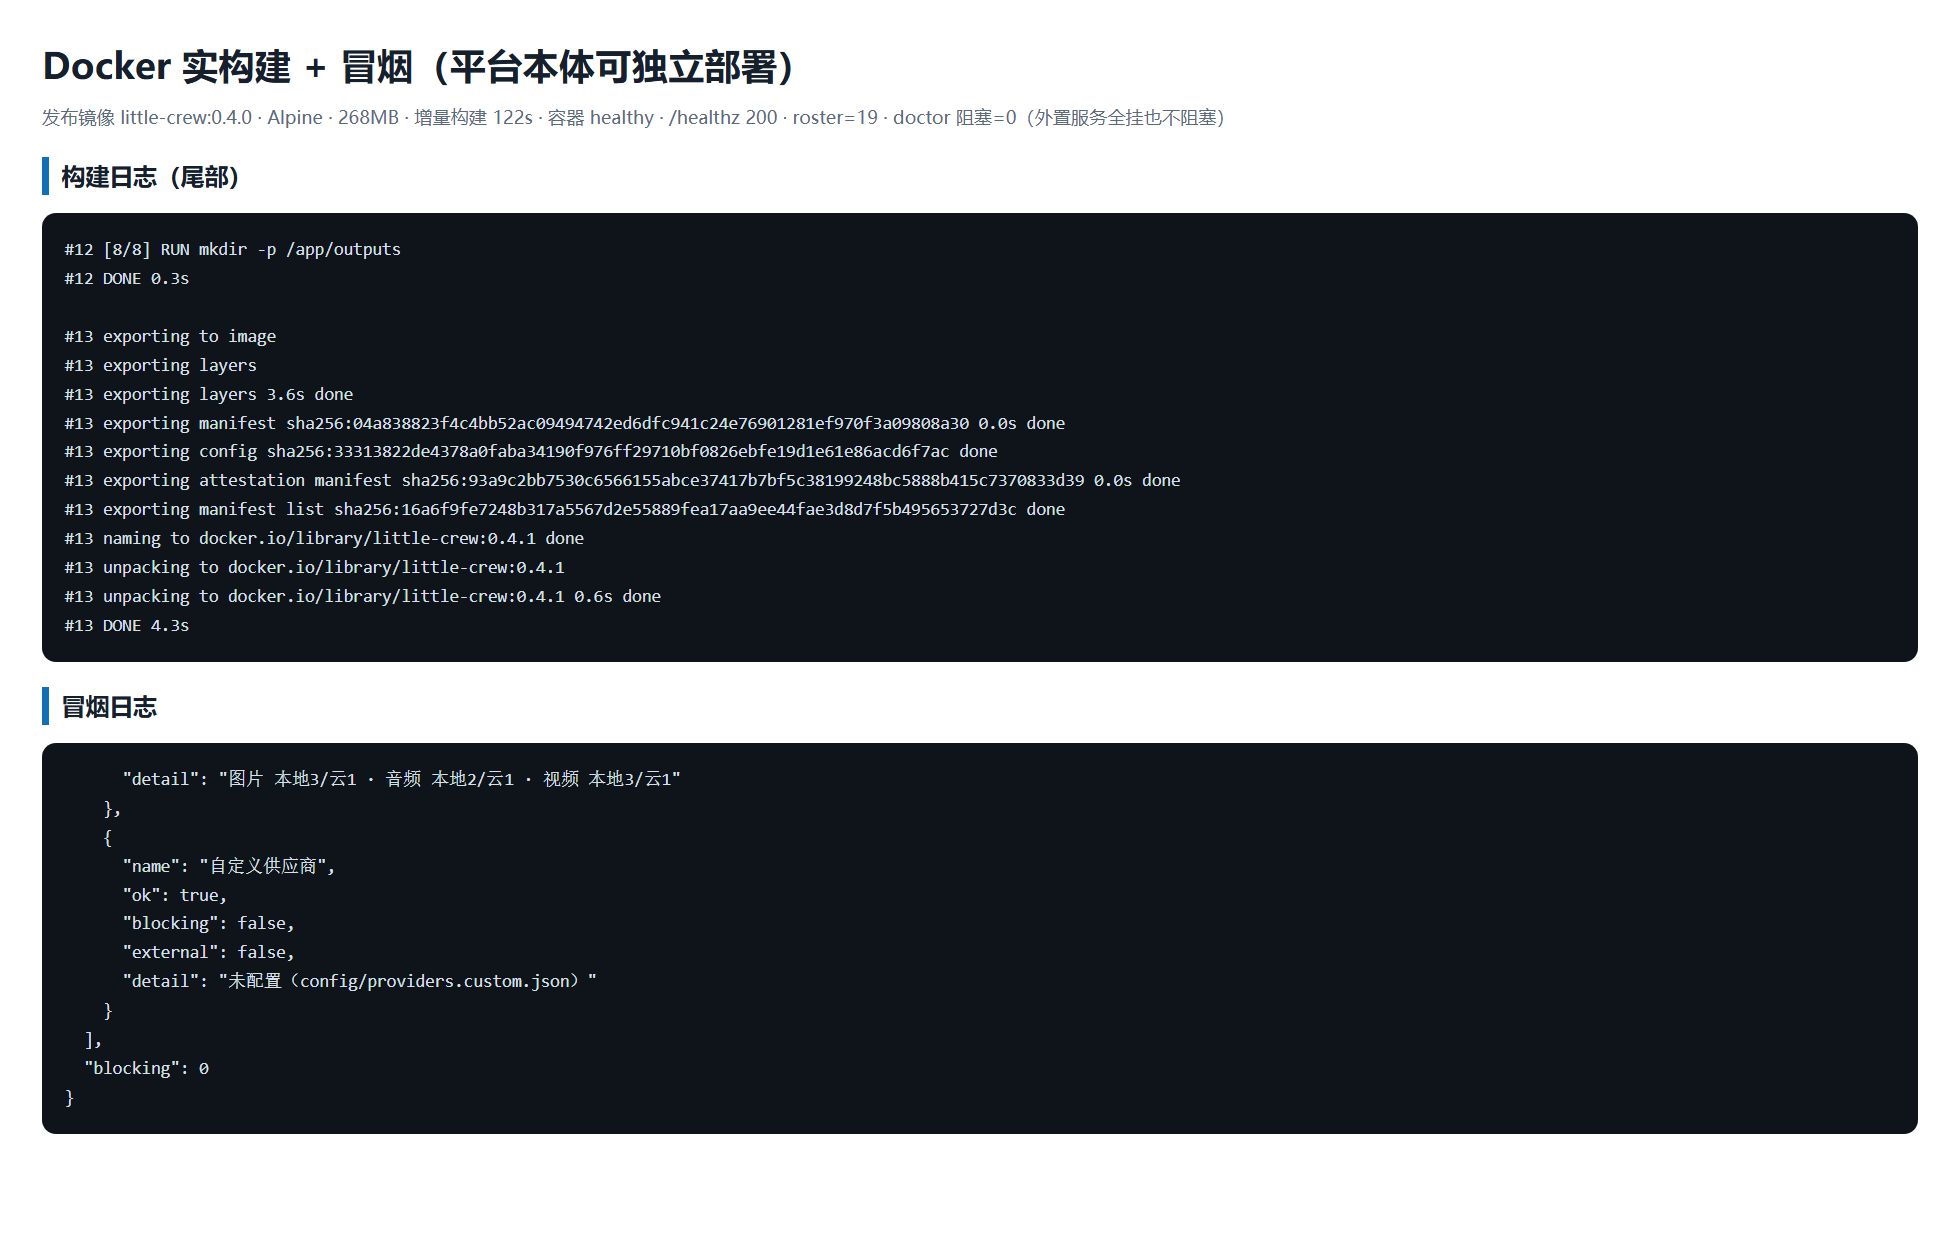 Docker 实构建 + 冒烟（平台本体可独立部署）
发布镜像 little-crew:0.4.0 · Alpine · 268MB · 增量构建 122s · 容器 healthy · /healthz 200 · roster=19 · doctor 阻塞=0（外置服务全挂也不阻塞）
构建日志（尾部）
#12 [8/8] RUN mkdir -p /app/outputs
#12 DONE 0.3s
#13 exporting to image
#13 exporting layers
#13 exporting layers 3.6s done
#13 exporting manifest sha256:04a838823f4c4bb52ac09494742ed6dfc941c24e76901281ef970f3a09808a30 0.0s done
#13 exporting config sha256:33313822de4378a0faba34190f976ff29710bf0826ebfe19d1e61e86acd6f7ac done
#13 exporting attestation manifest sha256:93a9c2bb7530c6566155abce37417b7bf5c38199248bc5888b415c7370833d39 0.0s done
#13 exporting manifest list sha256:16a6f9fe7248b317a5567d2e55889fea17aa9ee44fae3d8d7f5b495653727d3c done
#13 naming to docker.io/library/little-crew:0.4.1 done
#13 unpacking to docker.io/library/little-crew:0.4.1
#13 unpacking to docker.io/library/little-crew:0.4.1 0.6s done
#13 DONE 4.3s
冒烟日志
"detail": "图片 本地3/云1 · 音频 本地2/云1 · 视频 本地3/云1"
},
{
"name": "自定义供应商",
"ok": true,
"blocking": false,
"external": false,
"detail": "未配置（config/providers.custom.json）"
}
],
"blocking": 0
}